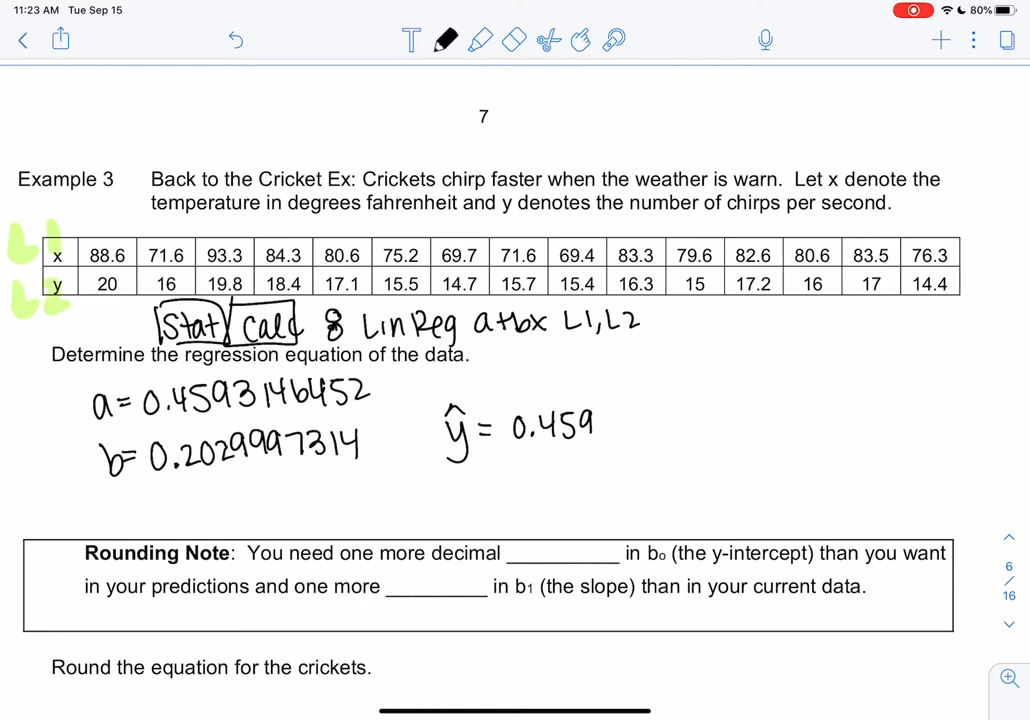 11:23 AM Tue Sep 15
80%
7
Example 3 Back to the Cricket Ex: Crickets chirp faster when the weather is warn. Let x denote the
temperature in degrees fahrenheit and y denotes the number of chirps per second.
L1 x 88.6 71.6 93.3 84.3 80.6 75.2 69.7 71.6 69.4 83.3 79.6 82.6 80.6 83.5 76.3
L2 y 20 16 19.8 18.4 17.1 15.5 14.7 15.7 15.4 16.3 15 17.2 16 17 14.4
Stat Calc 8 LinReg a+bx L1, L2
Determine the regression equation of the data.
a = 0.4593146452
b = 0.2029997314
ŷ = 0.459
Rounding Note: You need one more decimal __________ in b₀ (the y-intercept) than you want
in your predictions and one more _________ in b₁ (the slope) than in your current data.
6
/
16
Round the equation for the crickets.